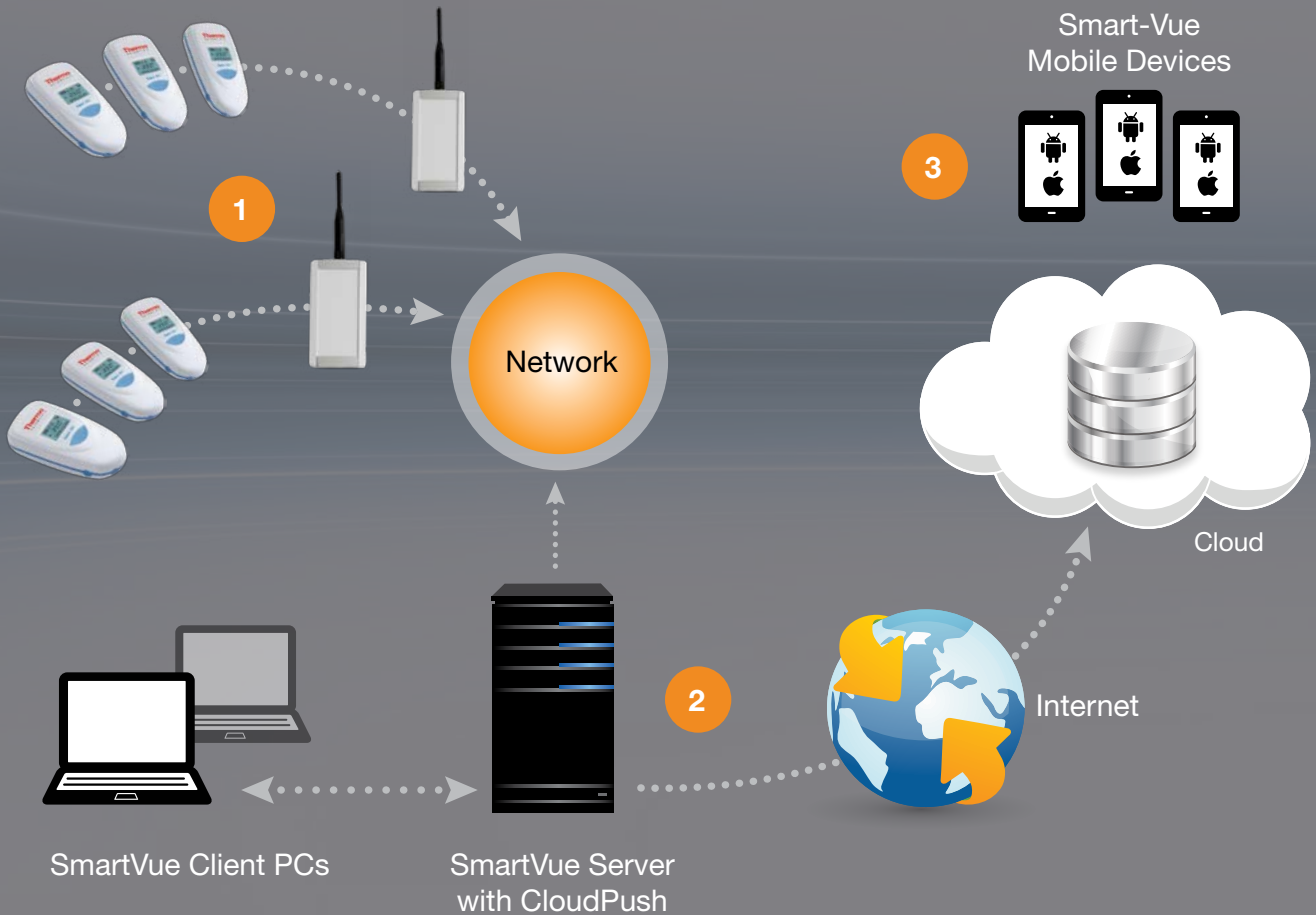 Smart-Vue
Mobile Devices
1
3
Network
Cloud
2
Internet
SmartVue Client PCs
SmartVue Server
with CloudPush